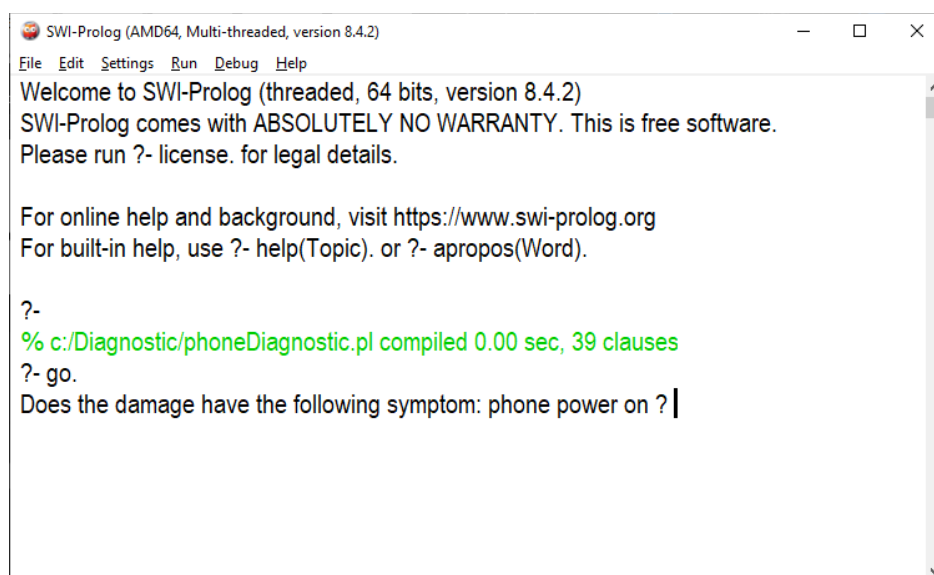 SWI-Prolog (AMD64, Multi-threaded, version 8.4.2)
File Edit Settings Run Debug Help
Welcome to SWI-Prolog (threaded, 64 bits, version 8.4.2)
SWI-Prolog comes with ABSOLUTELY NO WARRANTY. This is free software.
Please run ?- license. for legal details.
For online help and background, visit https://www.swi-prolog.org
For built-in help, use ?- help(Topic). or ?- apropos(Word).
?-
% c:/Diagnostic/phoneDiagnostic.pl compiled 0.00 sec, 39 clauses
?- go.
Does the damage have the following symptom: phone power on ?